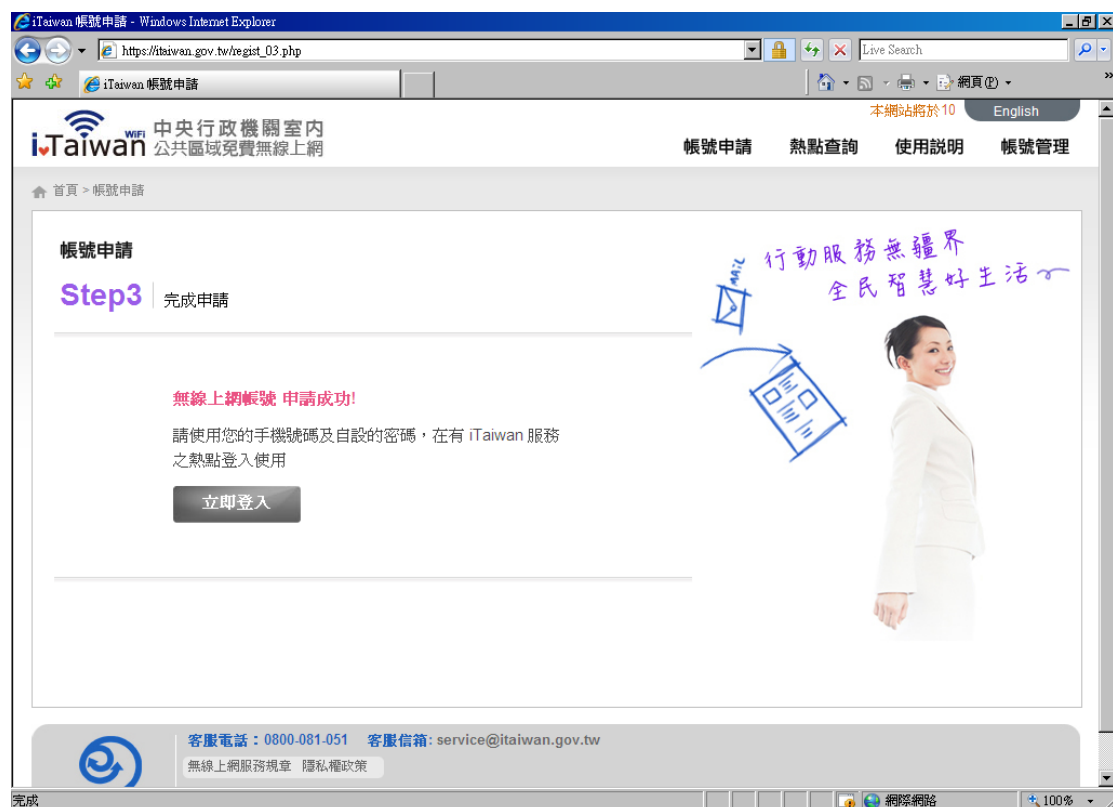 iTaiwan 帳號申請 - Windows Internet Explorer
https://itaiwan.gov.tw/regist_03.php
Live Search
iTaiwan 帳號申請
網頁(P)
本網站將於10
English
i.Taiwan WiFi 中央行政機關室內
公共區域免費無線上網
帳號申請 熱點查詢 使用說明 帳號管理
首頁 > 帳號申請
帳號申請
Step3 完成申請
MAIL
行動服務無疆界
全民智慧好生活
無線上網帳號 申請成功!
請使用您的手機號碼及自設的密碼,在有 iTaiwan 服務
之熱點登入使用
立即登入
客服電話:0800-081-051 客服信箱: service@itaiwan.gov.tw
無線上網服務規章 隱私權政策
完成
網際網路
100%